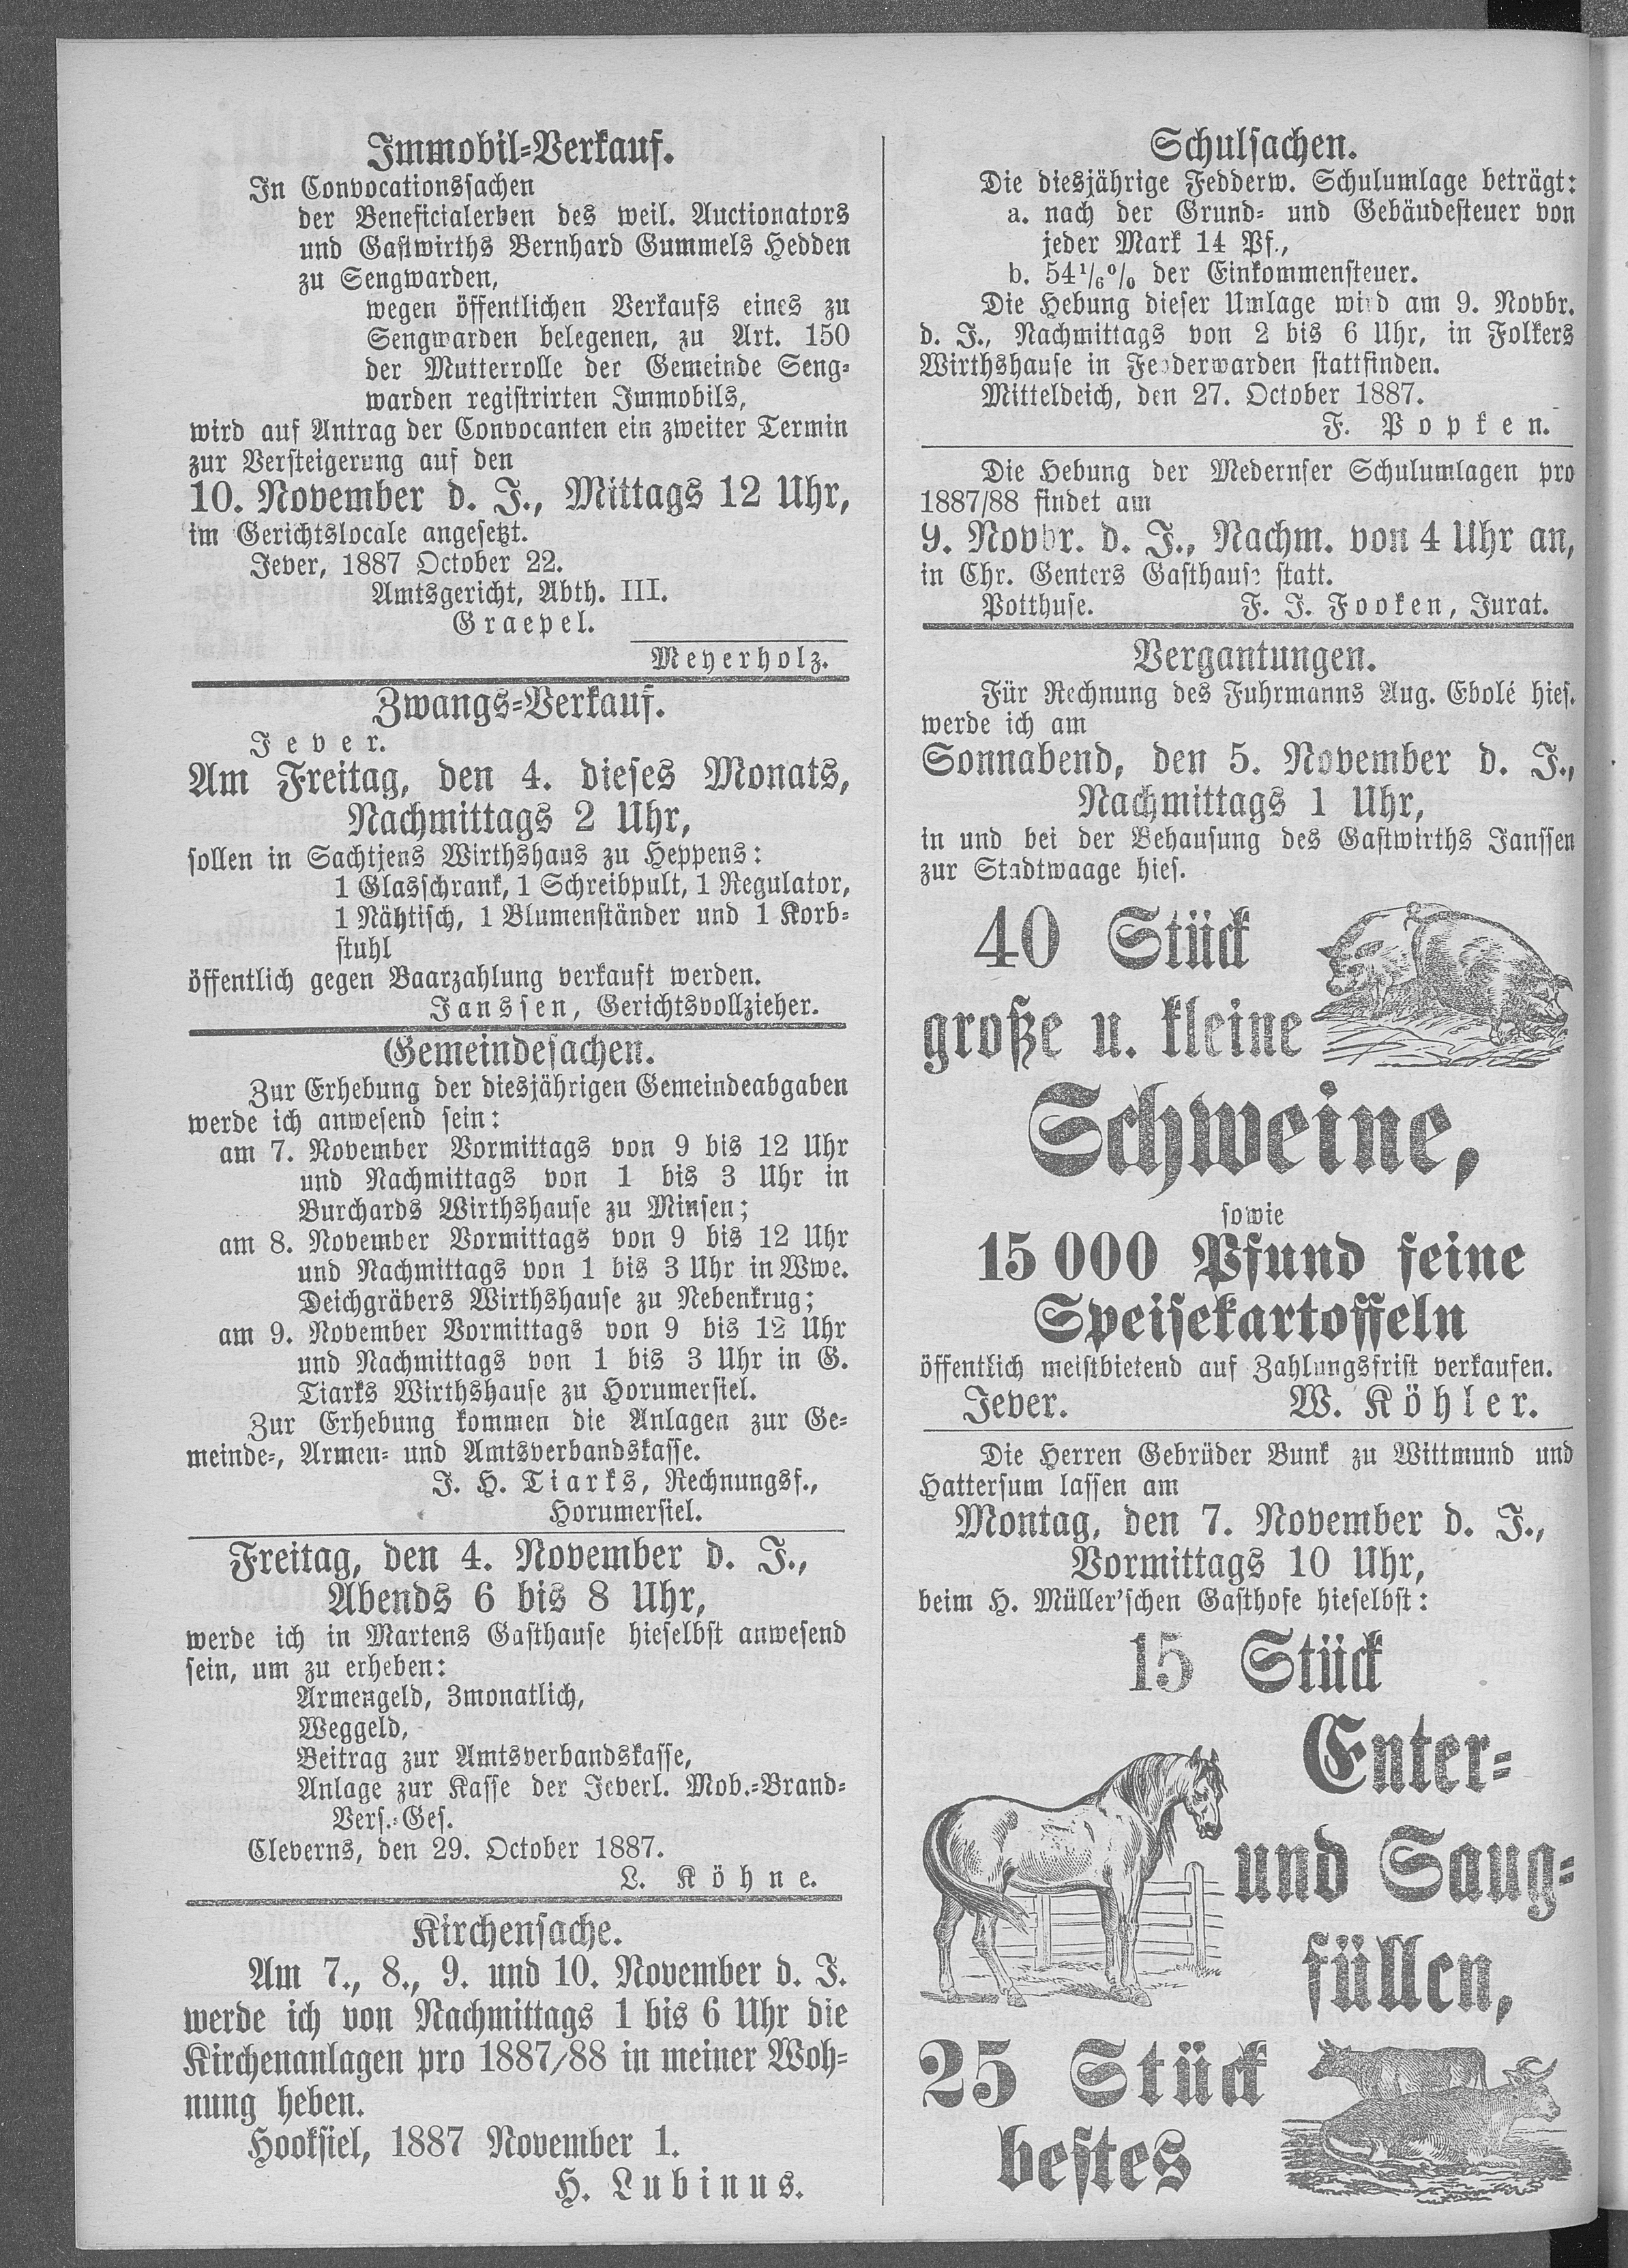 Immobil-Verkauf.
In Convocationssachen
der Beneficialerben des weil. Auctionators
und Gastwirths Bernhard Gummels Hedden
zu Sengwarden,
wegen öffentlichen Verkaufs eines zu
Sengwarden belegenen, zu Art. 150
der Mutterrolle der Gemeinde Seng-
warden registrirten Immobils,
wird auf Antrag der Convocanten ein zweiter Termin
zur Versteigerung auf den
10. November d. J., Mittags 12 Uhr,
im Gerichtslocale angesetzt.
Jever, 1887 October 22.
Amtsgericht, Abth. III.
Graepel.
Meyerholz.
Zwangs-Verkauf.
Jever.
Am Freitag, den 4. dieses Monats,
Nachmittags 2 Uhr,
sollen in Sachtjens Wirthshaus zu Heppens:
1 Glasschrank, 1 Schreibpult, 1 Regulator,
1 Nähtisch, 1 Blumenständer und 1 Korb-
stuhl
öffentlich gegen Baarzahlung verkauft werden.
Janssen, Gerichtsvollzieher.
Gemeindesachen.
Zur Erhebung der diesjährigen Gemeindeabgaben
werde ich anwesend sein:
am 7. November Vormittags von 9 bis 12 Uhr
und Nachmittags von 1 bis 3 Uhr in
Burchards Wirthshause zu Minsen;
am 8. November Vormittags von 9 bis 12 Uhr
und Nachmittags von 1 bis 3 Uhr in Wwe.
Deichgräbers Wirthshause zu Nebenkrug;
am 9. November Vormittags von 9 bis 12 Uhr
und Nachmittags von 1 bis 3 Uhr in G.
Tiarks Wirthshause zu Horumersiel.
Zur Erhebung kommen die Anlagen zur Ge-
meinde-, Armen- und Amtsverbandskasse.
J. H. Tiarks, Rechnungsf.,
Horumersiel.
Freitag, den 4. November d. J.,
Abends 6 bis 8 Uhr,
werde ich in Martens Gasthause hieselbst anwesend
sein, um zu erheben:
Armengeld, 3monatlich,
Weggeld,
Beitrag zur Amtsverbandskasse,
Anlage zur Kasse der Jeverl. Mob.-Brand-
Vers.-Ges.
Cleverns, den 29. October 1887.
L. Köhne.
Kirchensache.
Am 7., 8., 9. und 10. November d. J.
werde ich von Nachmittags 1 bis 6 Uhr die
Kirchenanlagen pro 1887/88 in meiner Woh-
nung heben.
Hooksiel, 1887 November 1.
H. Lubinus.
Schulsachen.
Die diesjährige Fedderw. Schulumlage beträgt:
a. nach der Grund- und Gebäudesteuer von
jeder Mark 14 Pf.,
b. 54 1/6 % der Einkommensteuer.
Die Hebung dieser Umlage wird am 9. Novbr.
d. J., Nachmittags von 2 bis 6 Uhr, in Folkers
Wirthshause in Fedderwarden stattfinden.
Mitteldeich, den 27. October 1887.
F. Popken.
Die Hebung der Medernser Schulumlagen pro
1887/88 findet am
9. Novbr. d. J., Nachm. von 4 Uhr an,
in Chr. Genters Gasthause statt.
Potthuse. F. J. Fooken, Jurat.
Vergantungen.
Für Rechnung des Fuhrmanns Aug. Ebolé hies.
werde ich am
Sonnabend, den 5. November d. J.,
Nachmittags 1 Uhr,
in und bei der Behausung des Gastwirths Janssen
zur Stadtwaage hies.
40 Stück
große u. kleine
Schweine,
sowie
15 000 Pfund feine
Speisekartoffeln
öffentlich meistbietend auf Zahlungsfrist verkaufen.
Jever. W. Köhler.
Die Herren Gebrüder Bunk zu Wittmund und
Hattersum lassen am
Montag, den 7. November d. J.,
Vormittags 10 Uhr,
beim H. Müller'schen Gasthofe hieselbst:
15 Stück
Enter-
und Saug-
füllen,
25 Stück
bestes